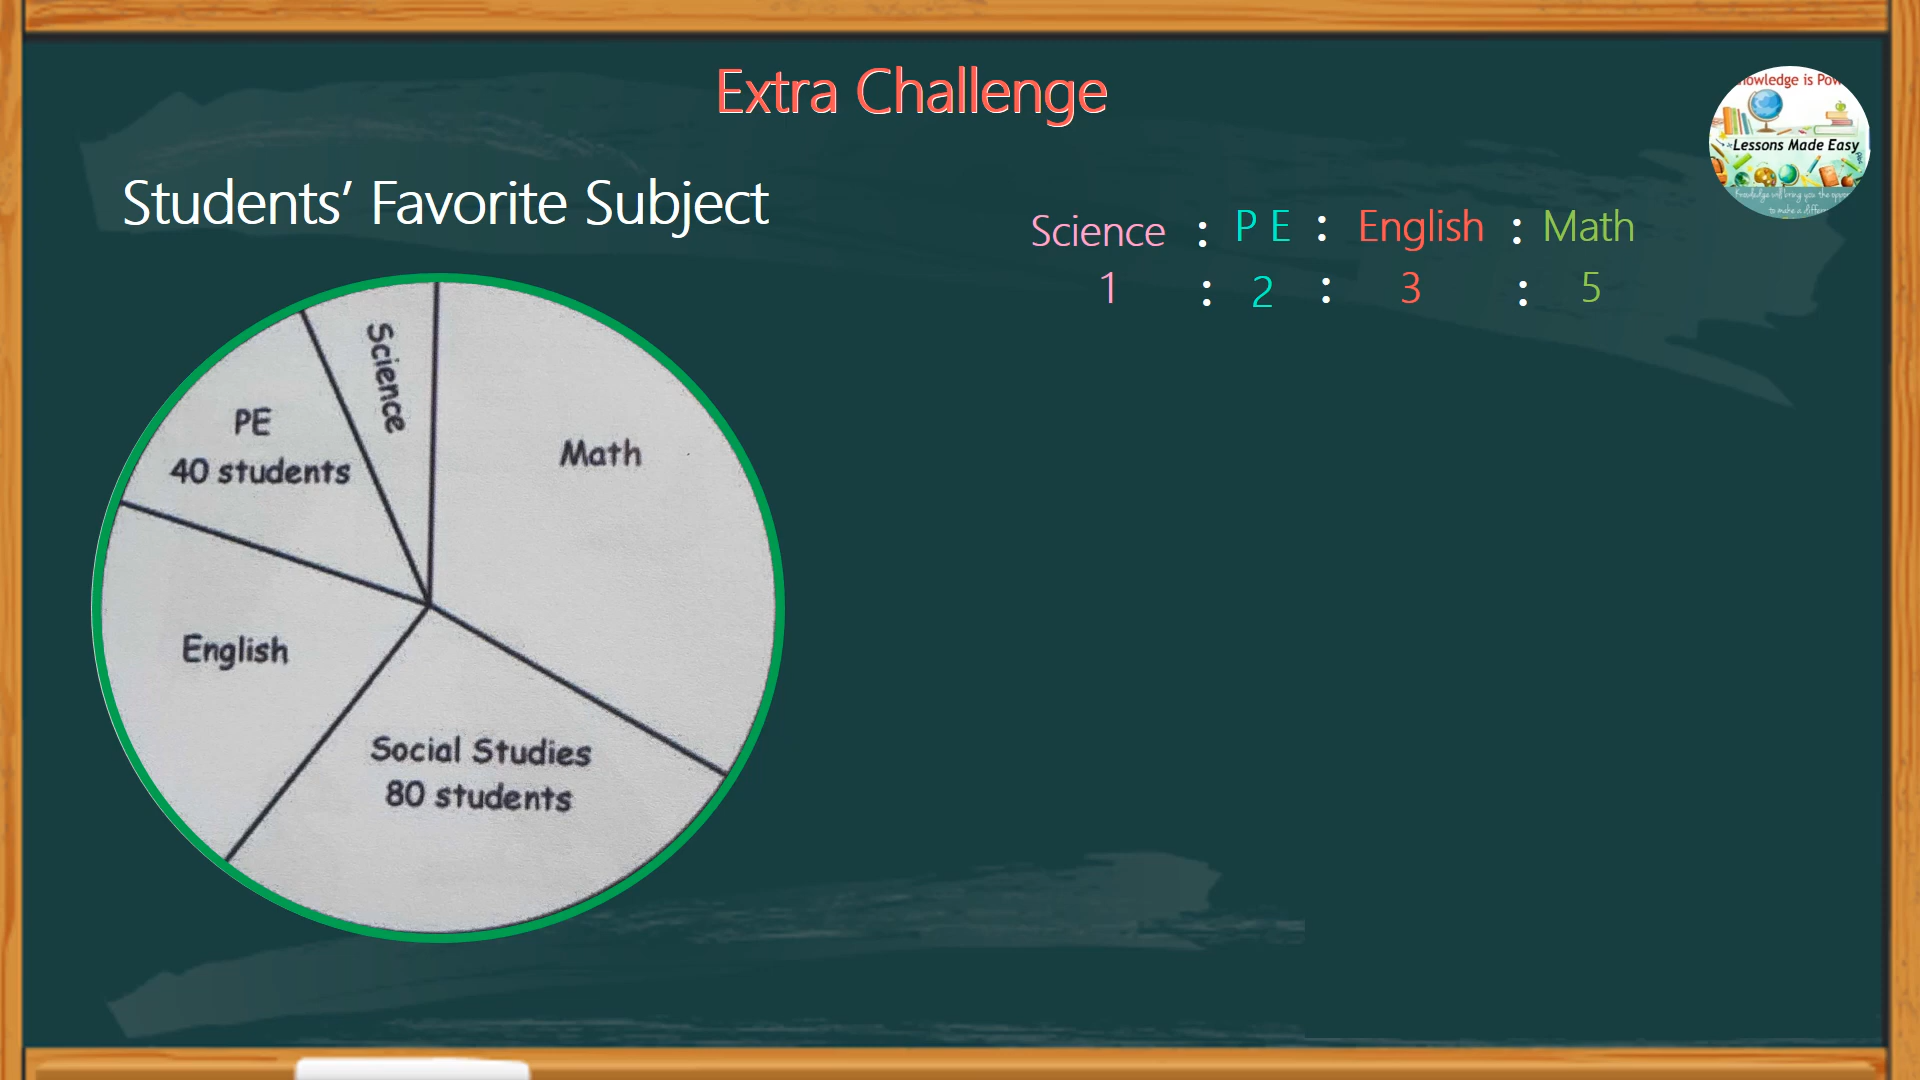 Extra Challenge
Students’ Favorite Subject
Science : P E : English : Math
1 : 2 : 3 : 5
Science
Math
PE
40 students
English
Social Studies
80 students
Lessons Made Easy